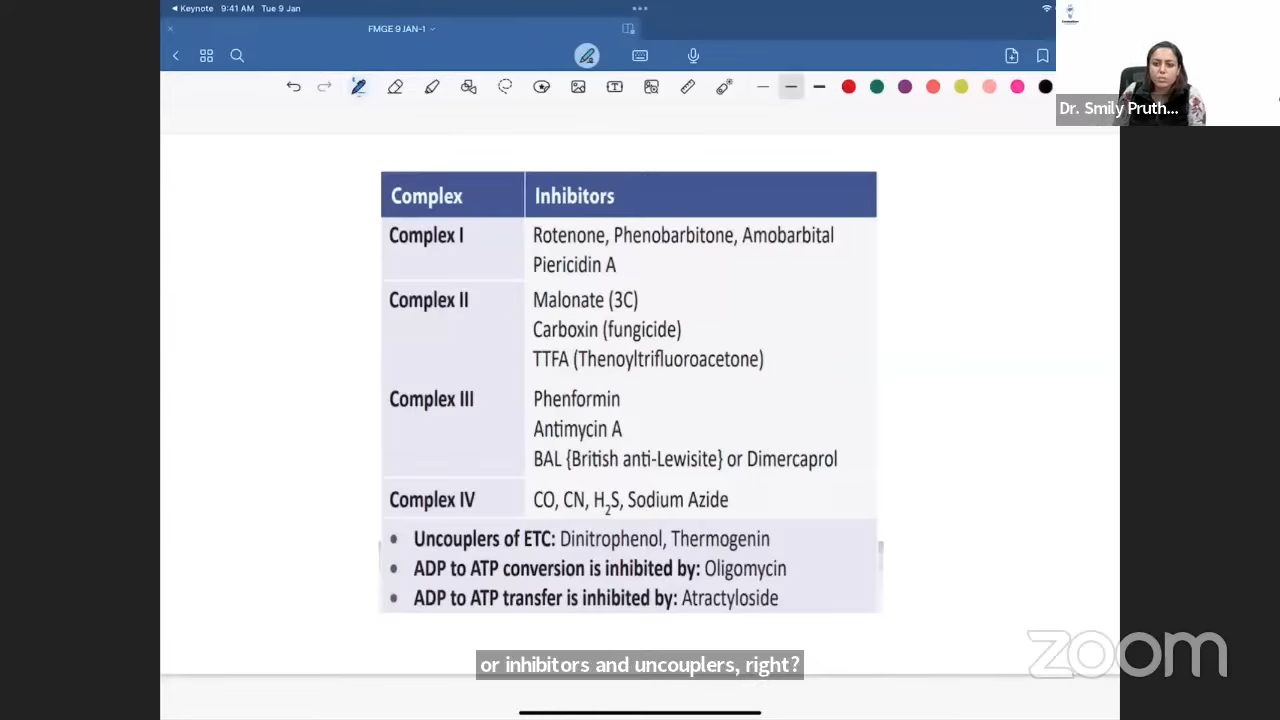 Keynote 9:41 AM Tue 9 Jan
FMGE 9 JAN-1
Dr. Smily Pruth...
Complex Inhibitors
Complex I Rotenone, Phenobarbitone, Amobarbital
Piericidin A
Complex II Malonate (3C)
Carboxin (fungicide)
TTFA (Thenoyltrifluoroacetone)
Complex III Phenformin
Antimycin A
BAL {British anti-Lewisite} or Dimercaprol
Complex IV CO, CN, H₂S, Sodium Azide
• Uncouplers of ETC: Dinitrophenol, Thermogenin
• ADP to ATP conversion is inhibited by: Oligomycin
• ADP to ATP transfer is inhibited by: Atractyloside
or inhibitors and uncouplers, right?
zoom